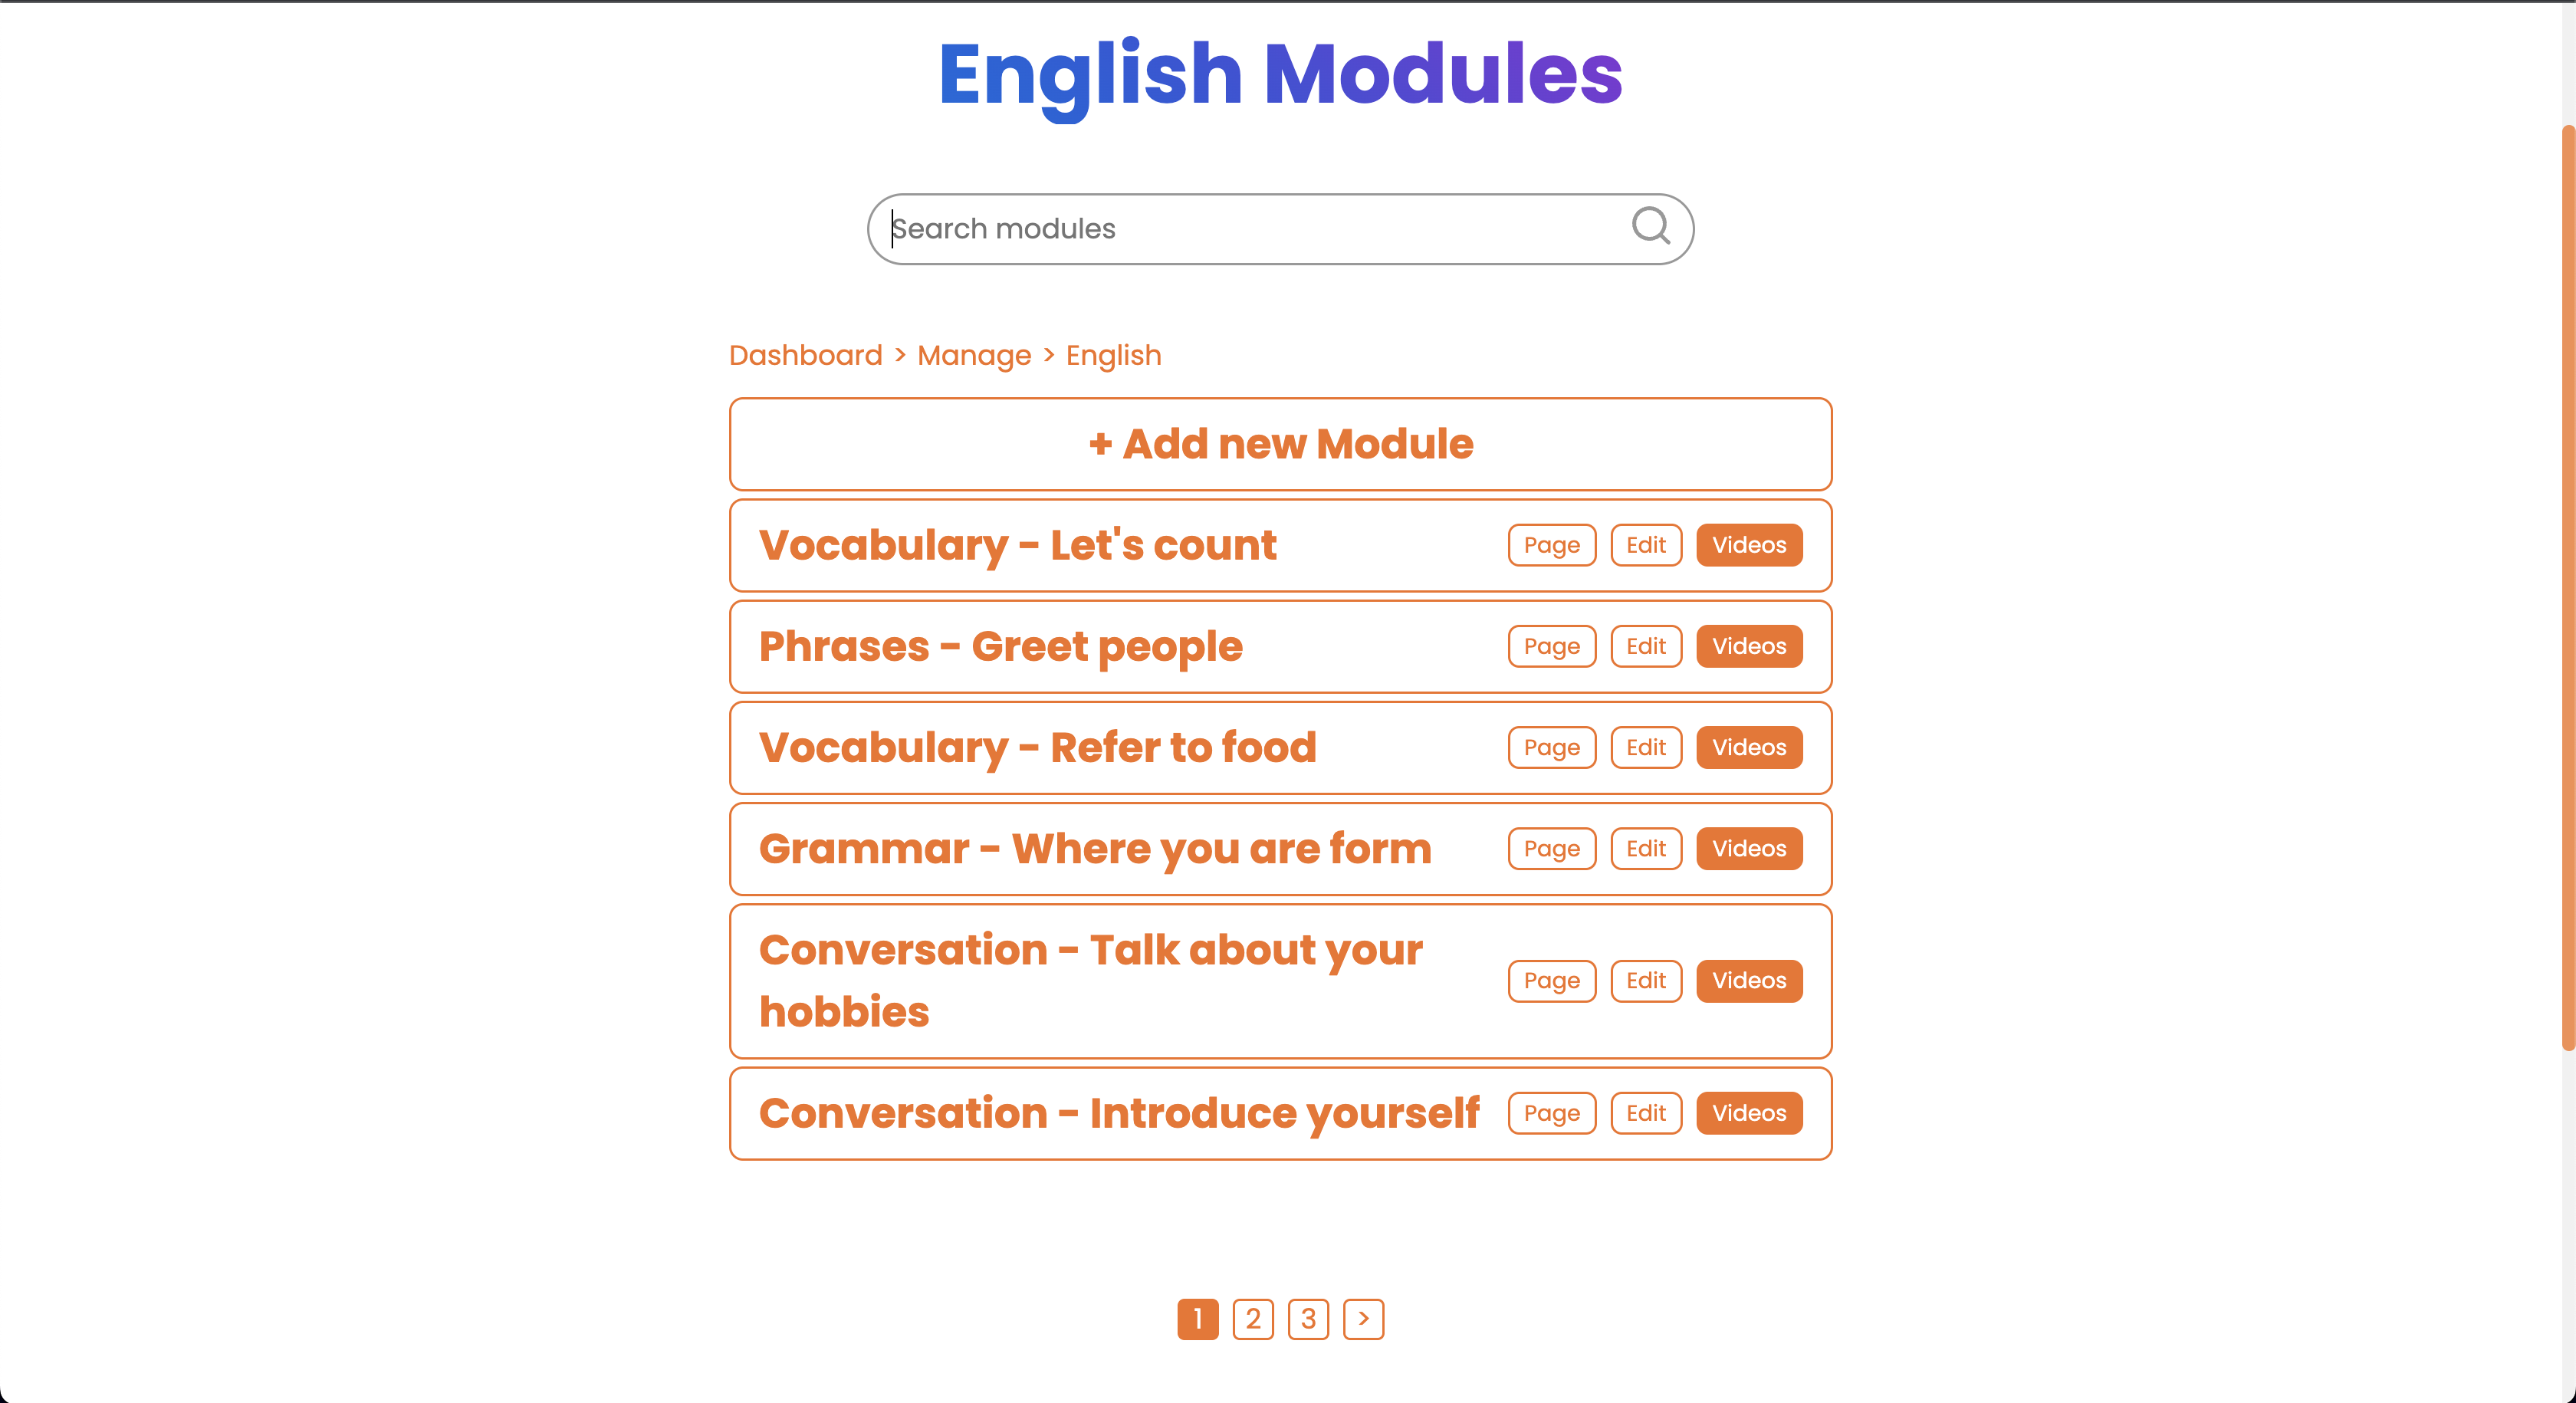 English Modules
Search modules
Dashboard > Manage > English
+ Add new Module
Vocabulary - Let's count Page Edit Videos
Phrases - Greet people Page Edit Videos
Vocabulary - Refer to food Page Edit Videos
Grammar - Where you are form Page Edit Videos
Conversation - Talk about your
hobbies Page Edit Videos
Conversation - Introduce yourself Page Edit Videos
1 2 3 >